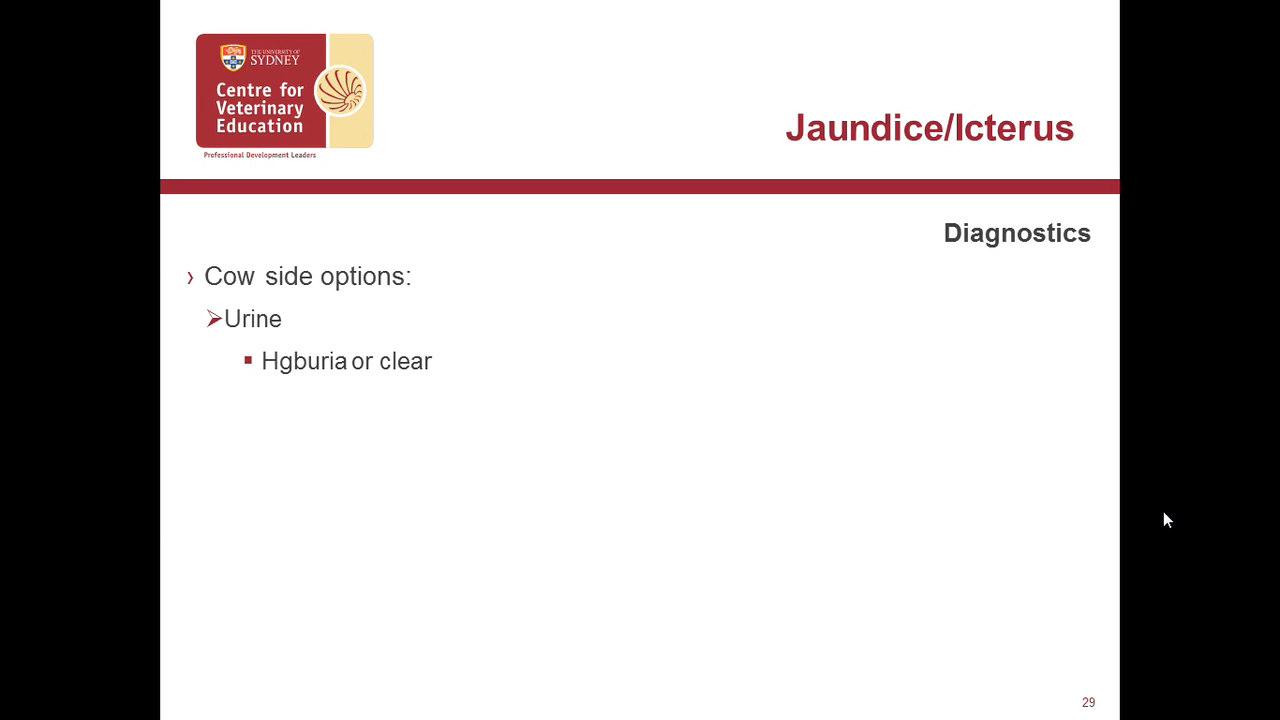 THE UNIVERSITY OF
SYDNEY
Centre for
Veterinary
Education
Professional Development Leaders
Jaundice/Icterus
Diagnostics
› Cow side options:
➢Urine
▪ Hgburia or clear
29